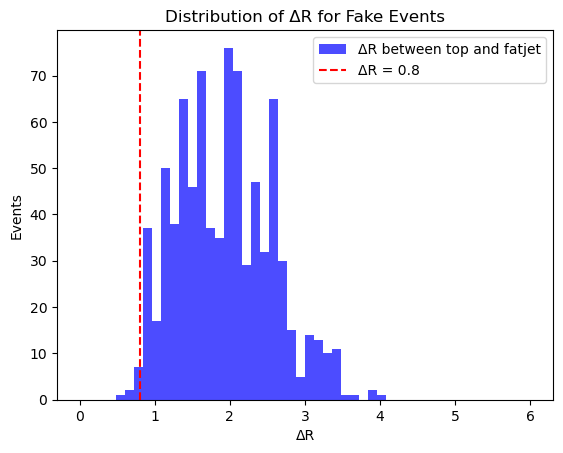 Distribution of ΔR for Fake Events
ΔR between top and fatjet
ΔR = 0.8
Events
70
60
50
40
30
20
10
0
0 1 2 3 4 5 6
ΔR